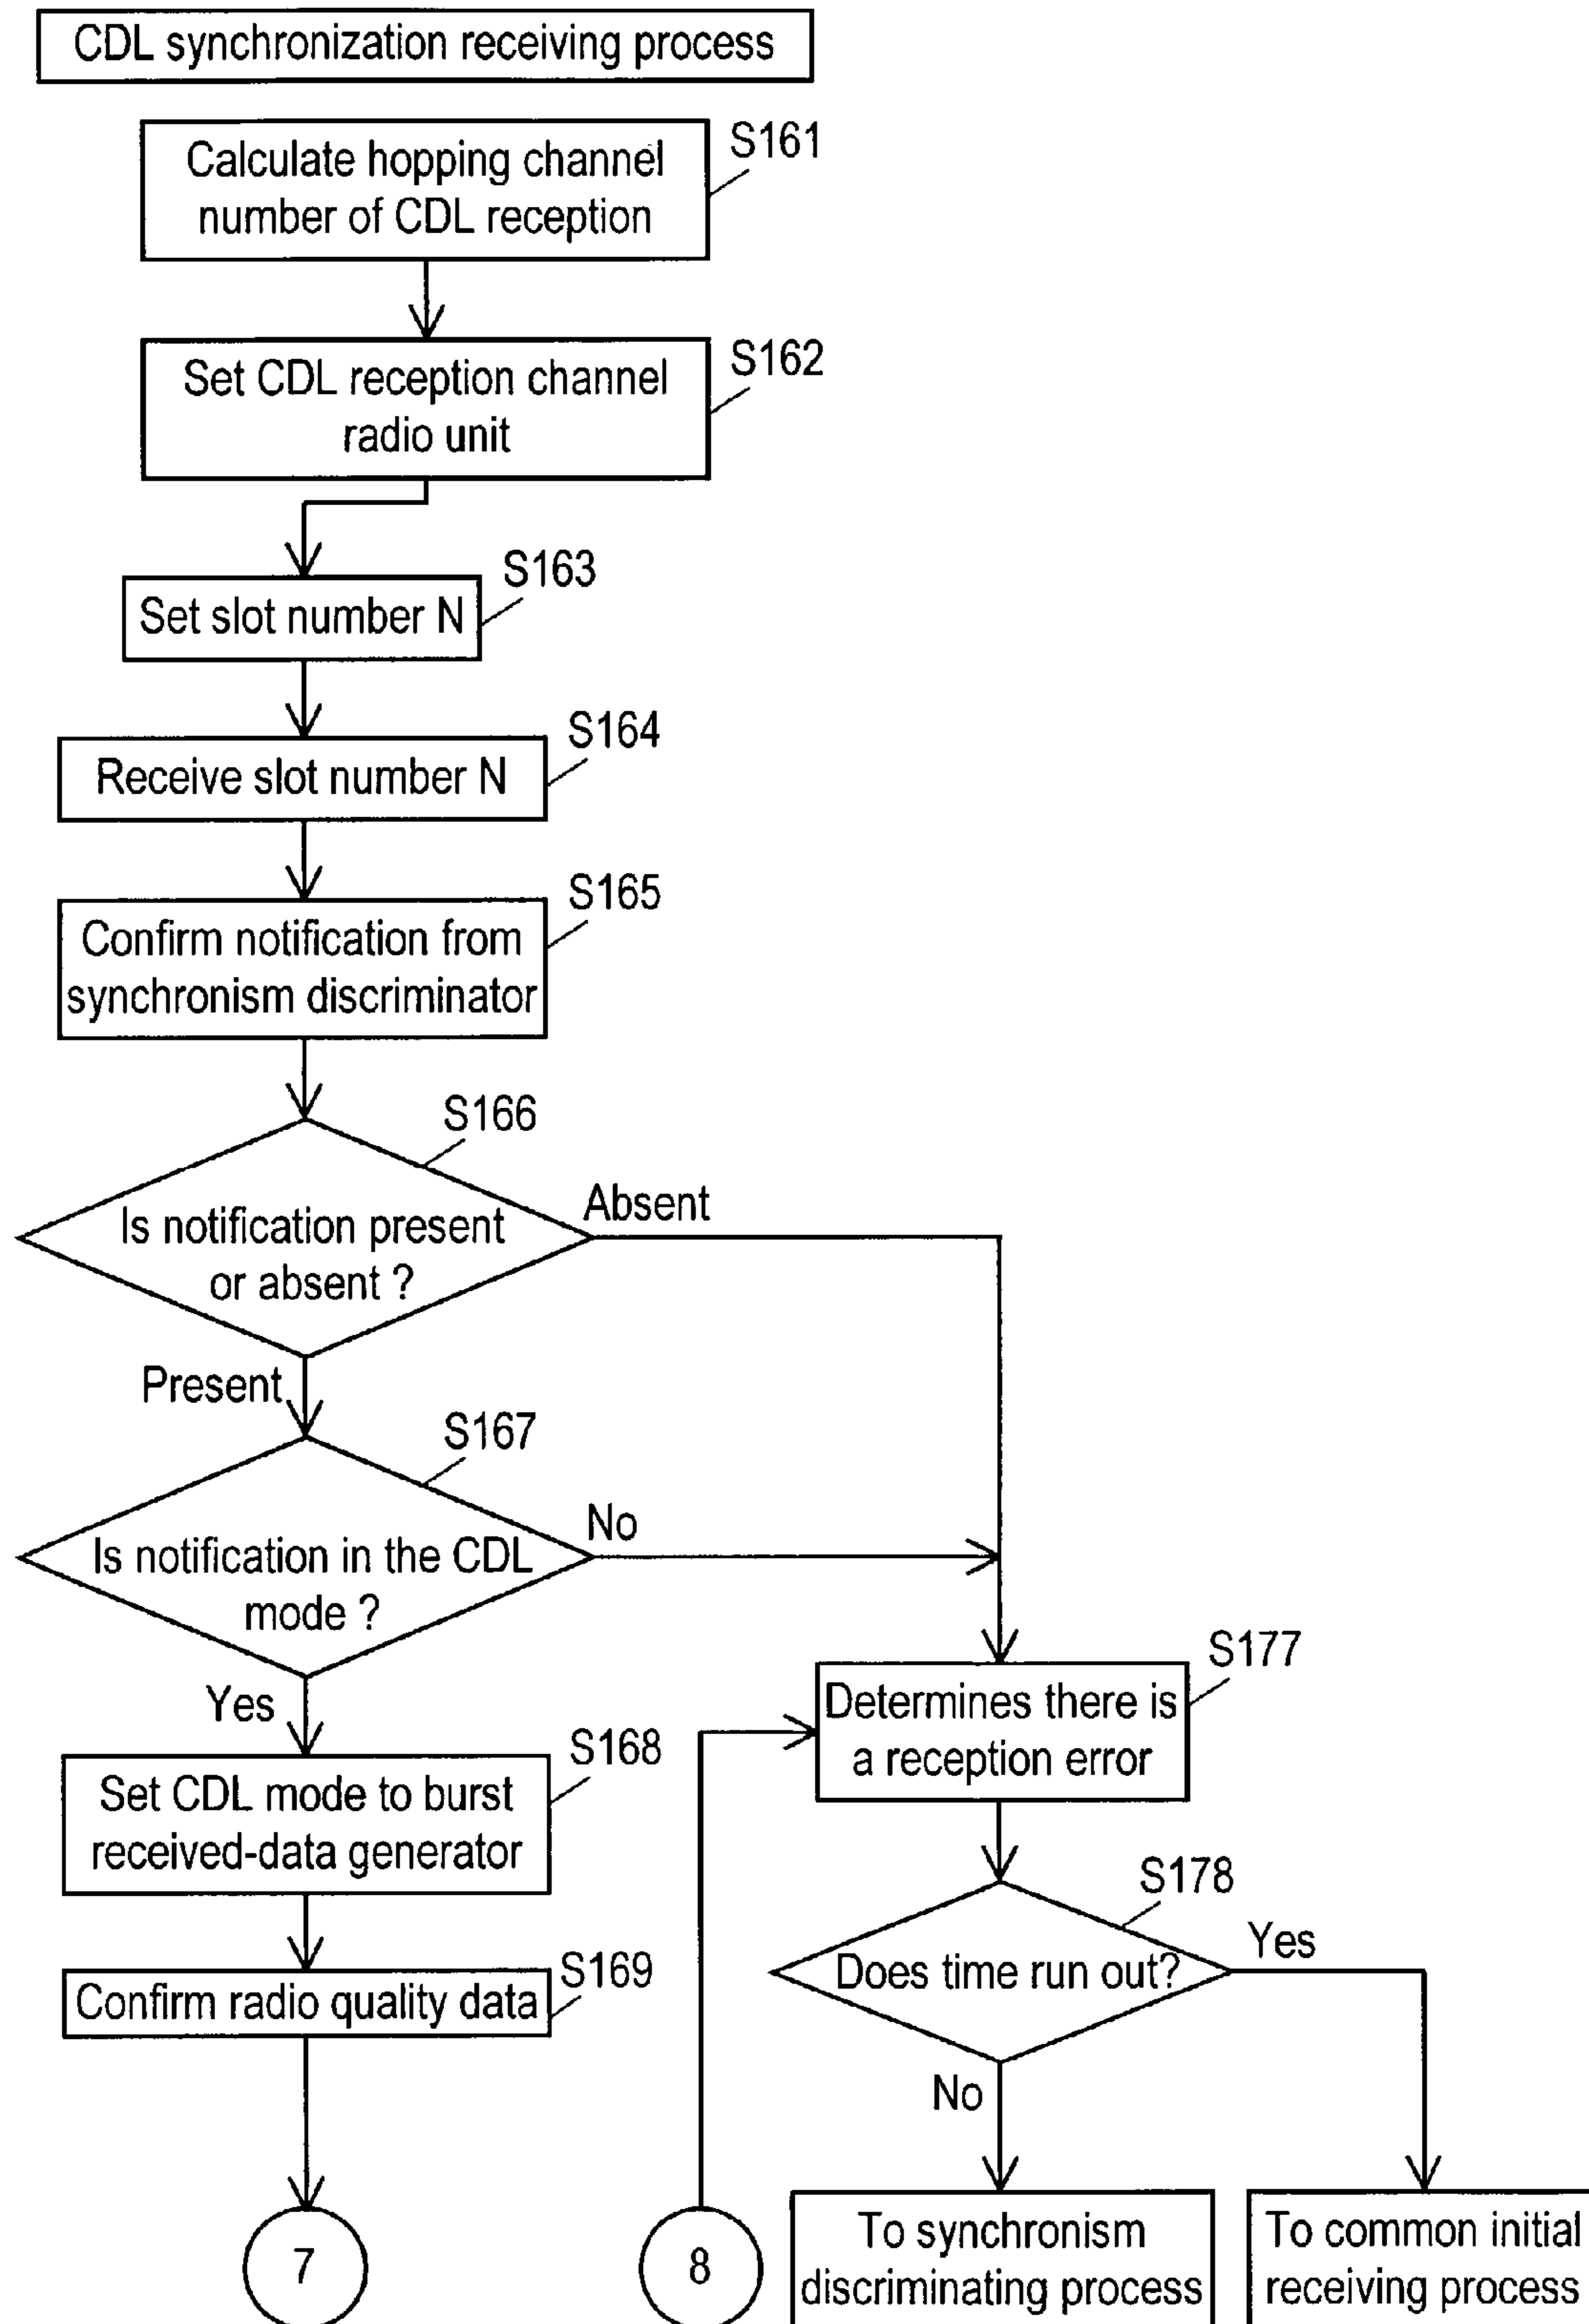 CDL synchronization receiving process
S161
Calculate hopping channel
number of CDL reception
S162
Set CDL reception channel
radio unit
S163
Set slot number N
S164
Receive slot number N
S165
Confirm notification from
synchronism discriminator
S166
Is notification present
or absent ?
Absent
Present
S167
Is notification in the CDL
mode ?
No
Yes
S168
Set CDL mode to burst
received-data generator
S169
Confirm radio quality data
7
S177
Determines there is
a reception error
S178
Does time run out?
Yes
No
8
To synchronism
discriminating process
To common initial
receiving process